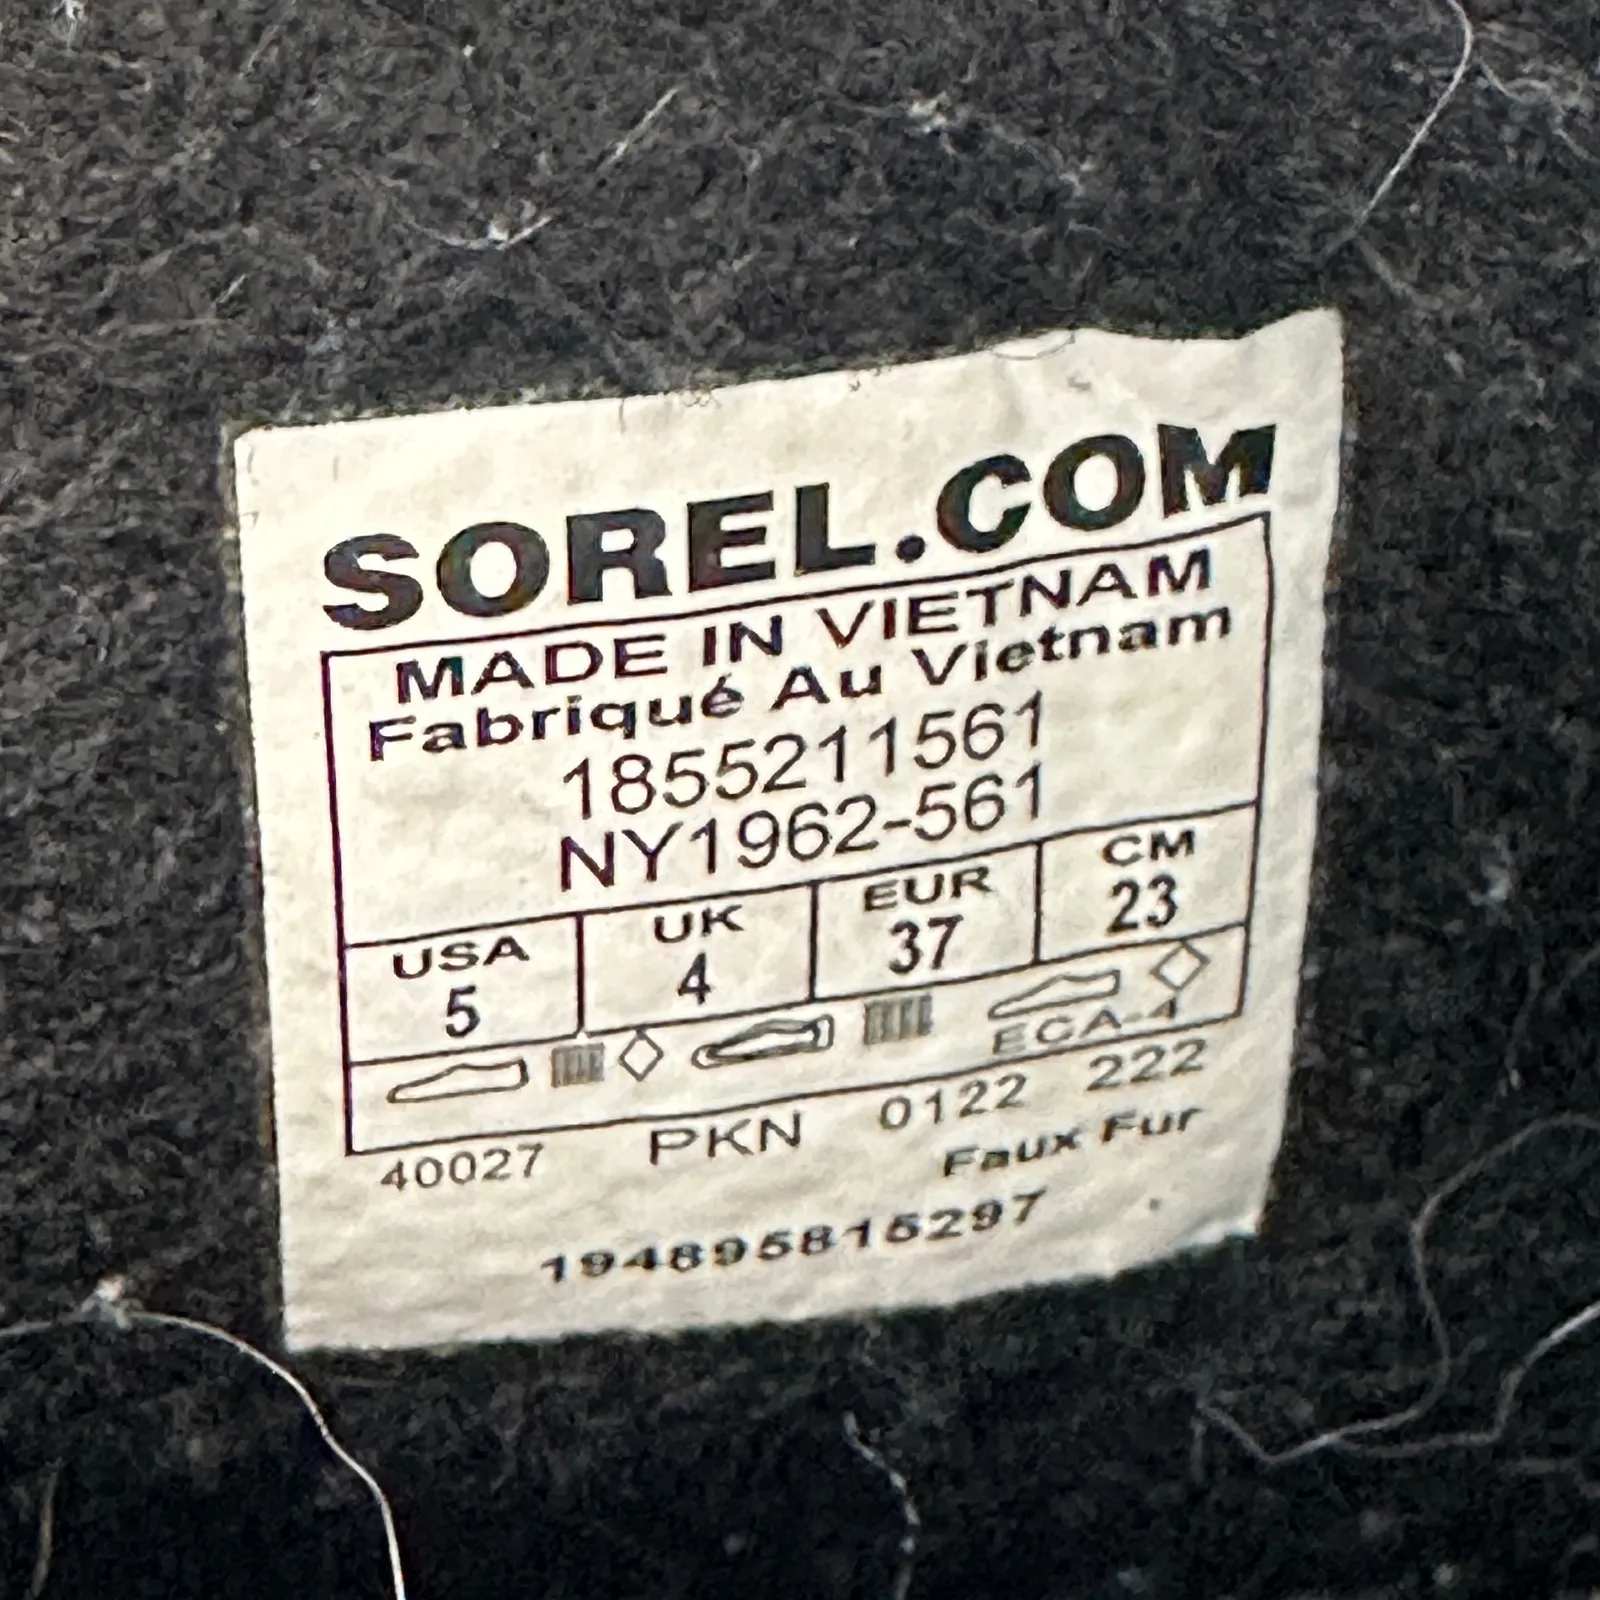 SOREL.COM
MADE IN VIETNAM
Fabriqué Au Vietnam
1855211561
NY1962-561
USA UK EUR CM
5 4 37 23
ECA-4
40027 PKN 0122 222
Faux Fur
194895815297